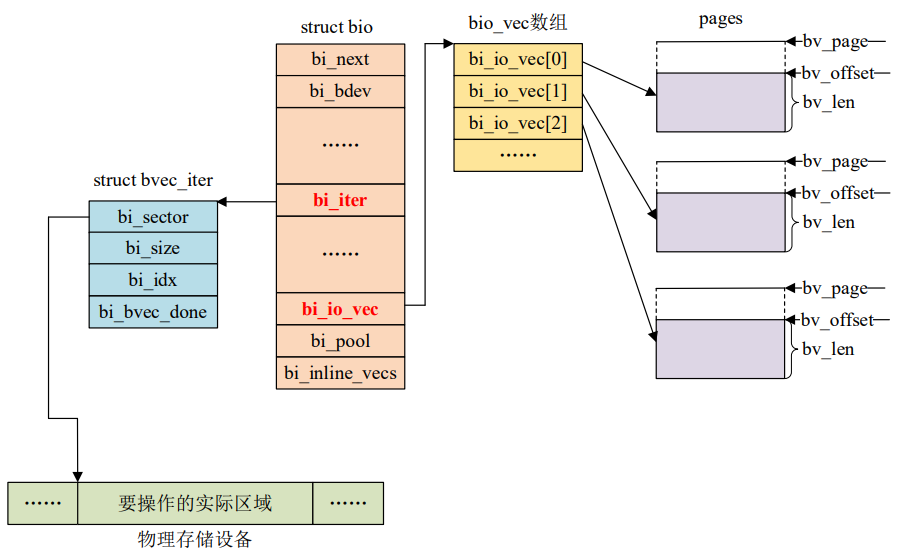 struct bio
bi_next
bi_bdev
……
bi_iter
……
bi_io_vec
bi_pool
bi_inline_vecs
struct bvec_iter
bi_sector
bi_size
bi_idx
bi_bvec_done
bio_vec数组
bi_io_vec[0]
bi_io_vec[1]
bi_io_vec[2]
……
pages
bv_page
bv_offset
bv_len
bv_page
bv_offset
bv_len
bv_page
bv_offset
bv_len
…… 要操作的实际区域 ……
物理存储设备